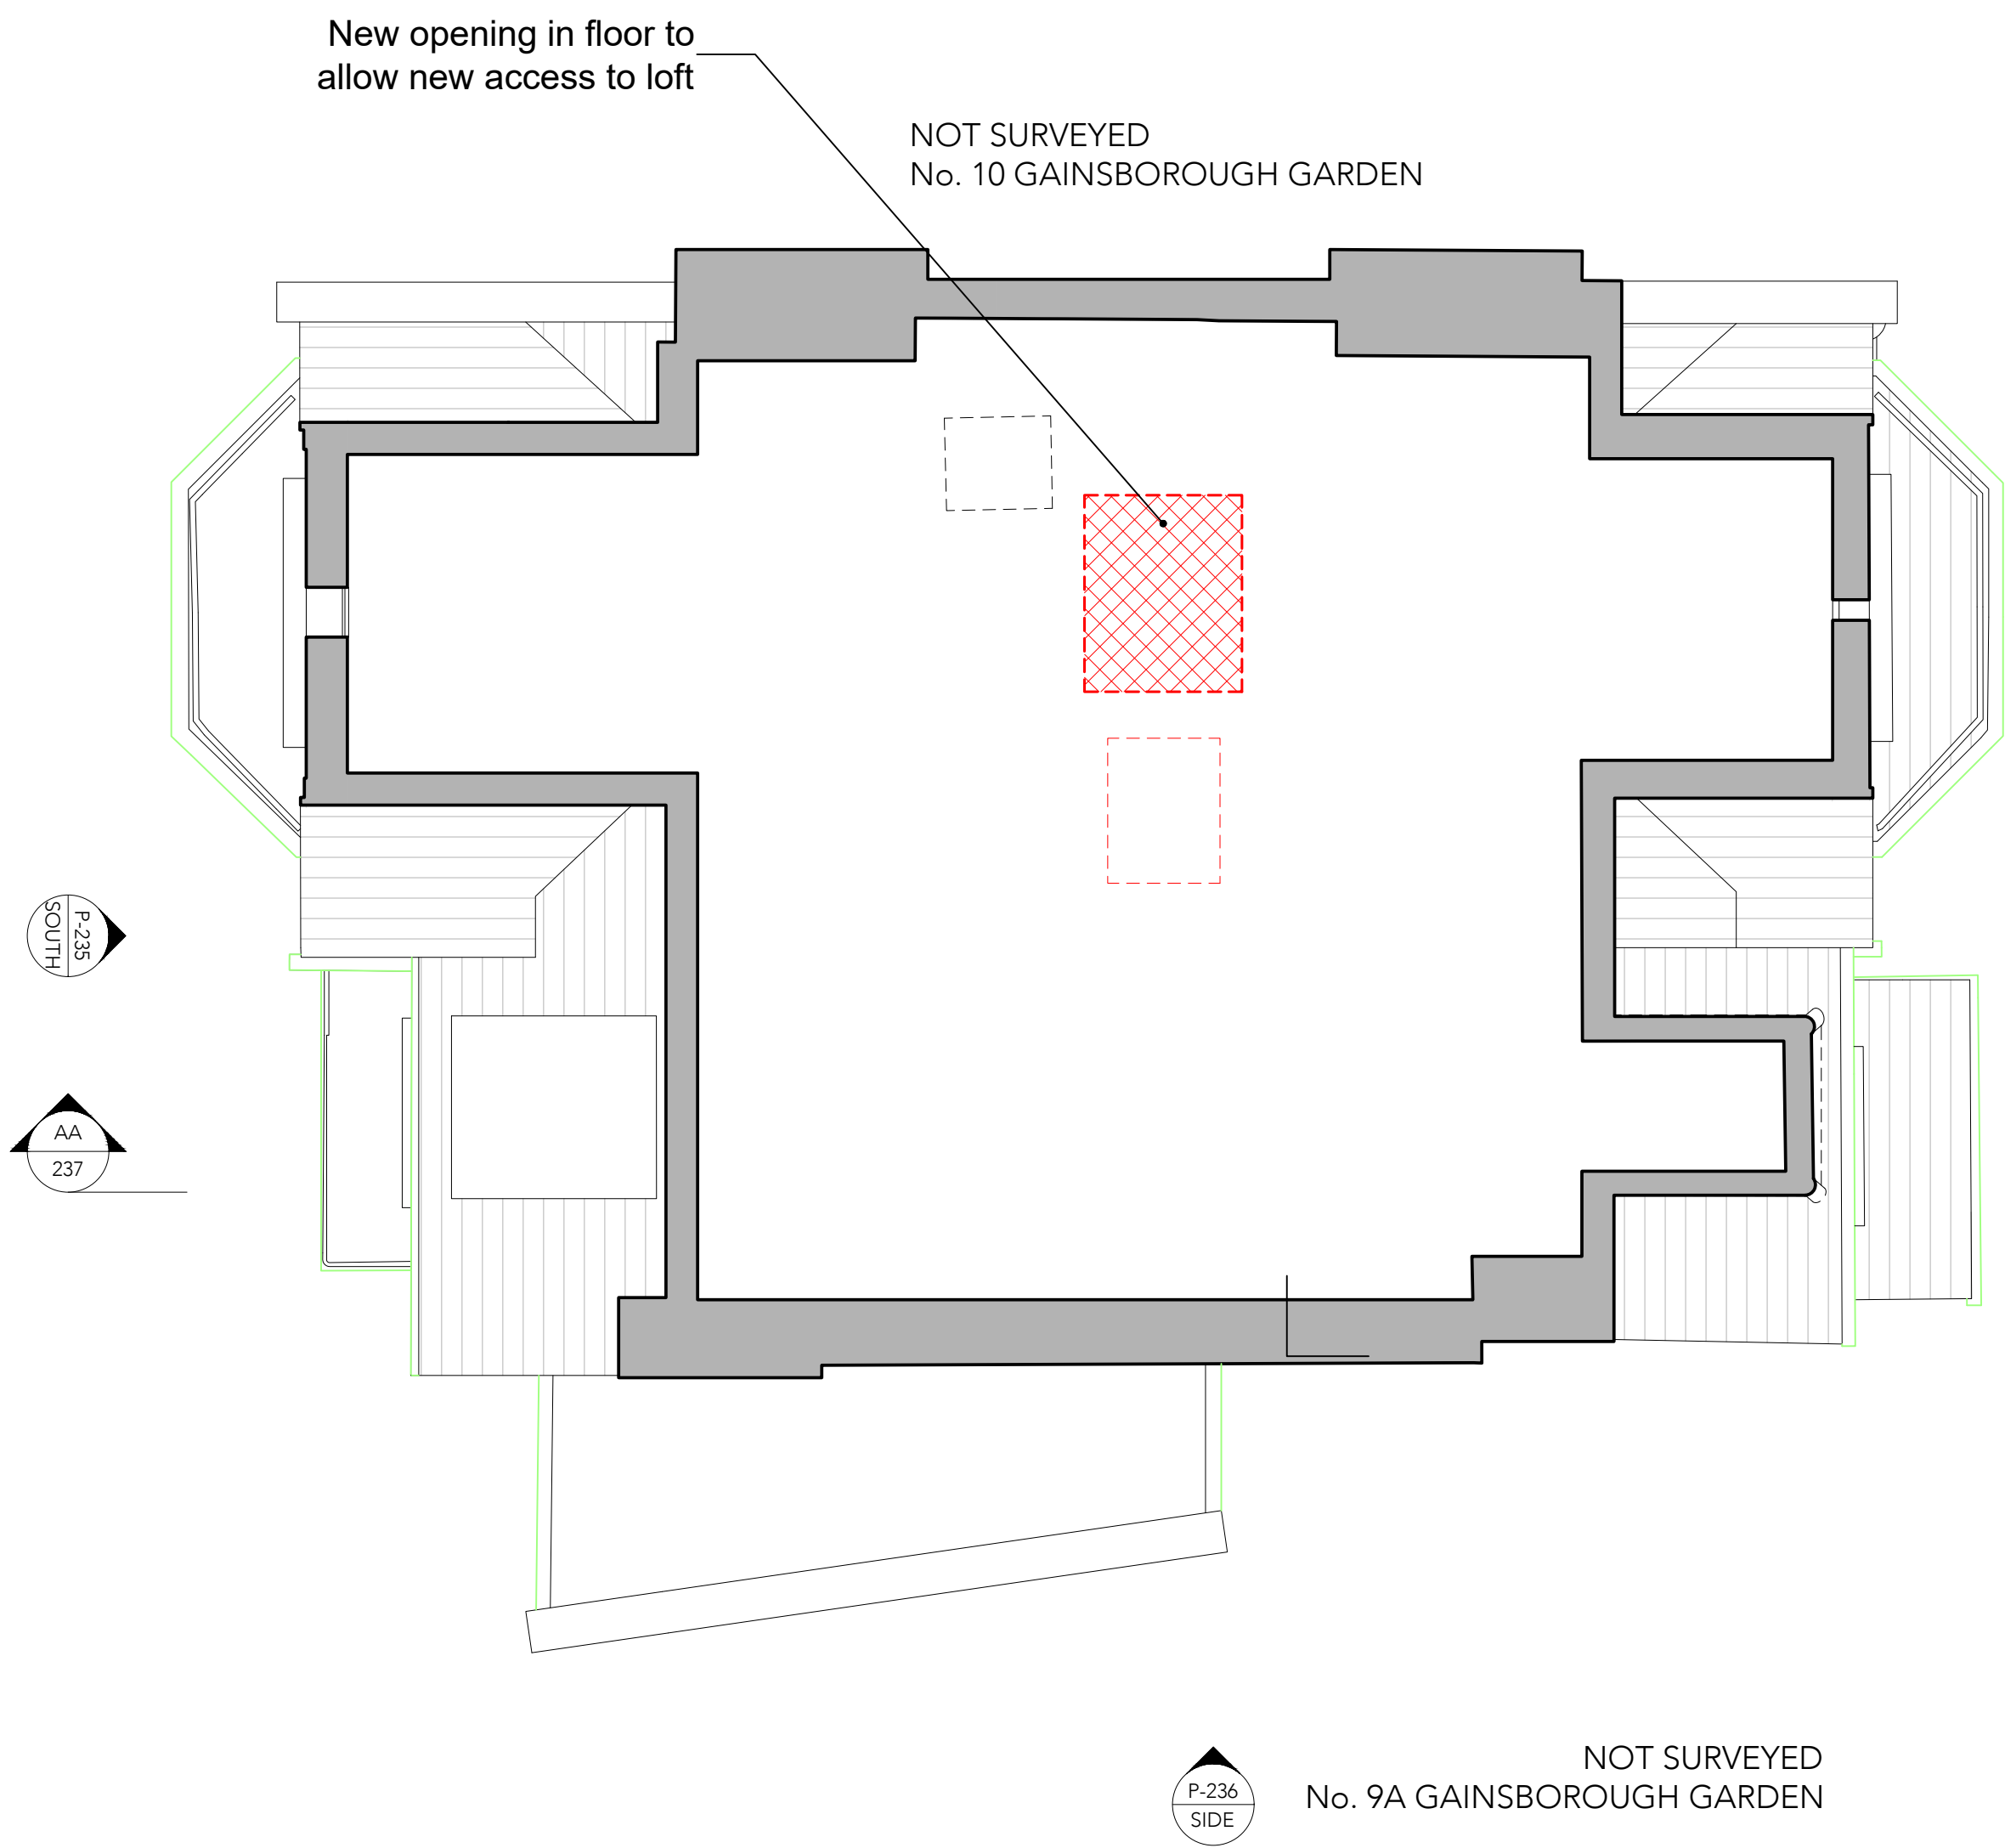 New opening in floor to
allow new access to loft
NOT SURVEYED
No. 10 GAINSBOROUGH GARDEN
P-235
SOUTH
AA
237
P-236
SIDE
NOT SURVEYED
No. 9A GAINSBOROUGH GARDEN